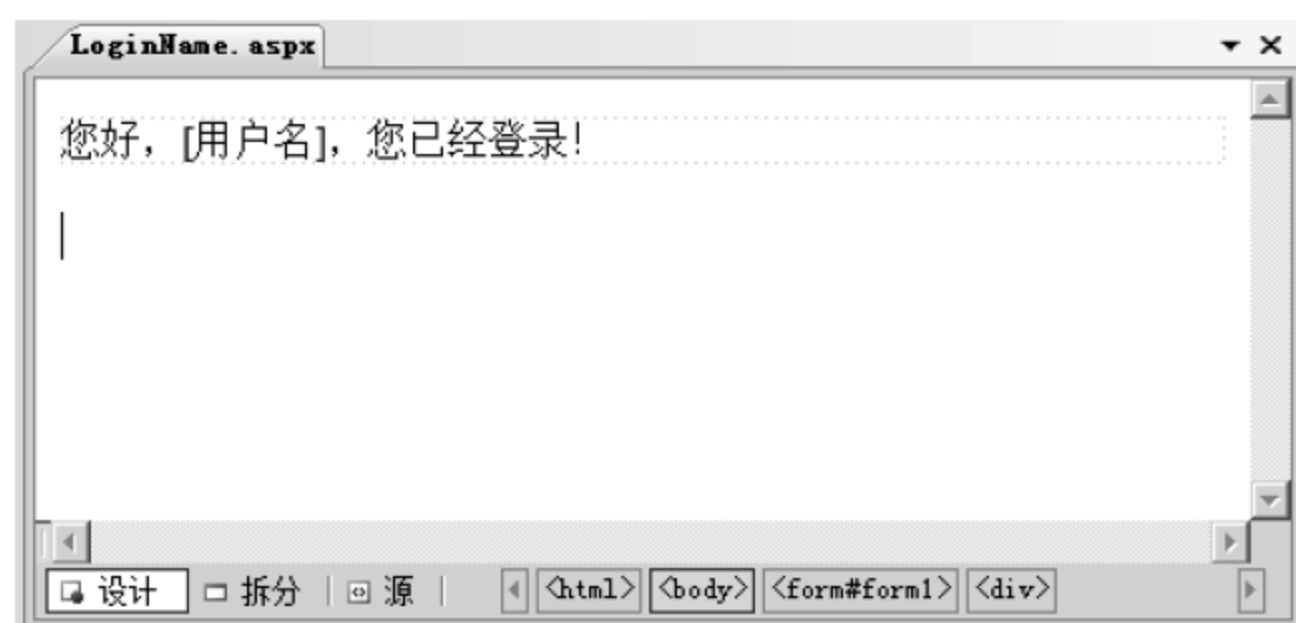 LoginName.aspx
您好，[用户名]，您已经登录！
设计 拆分 源 <html> <body> <form#form1> <div>